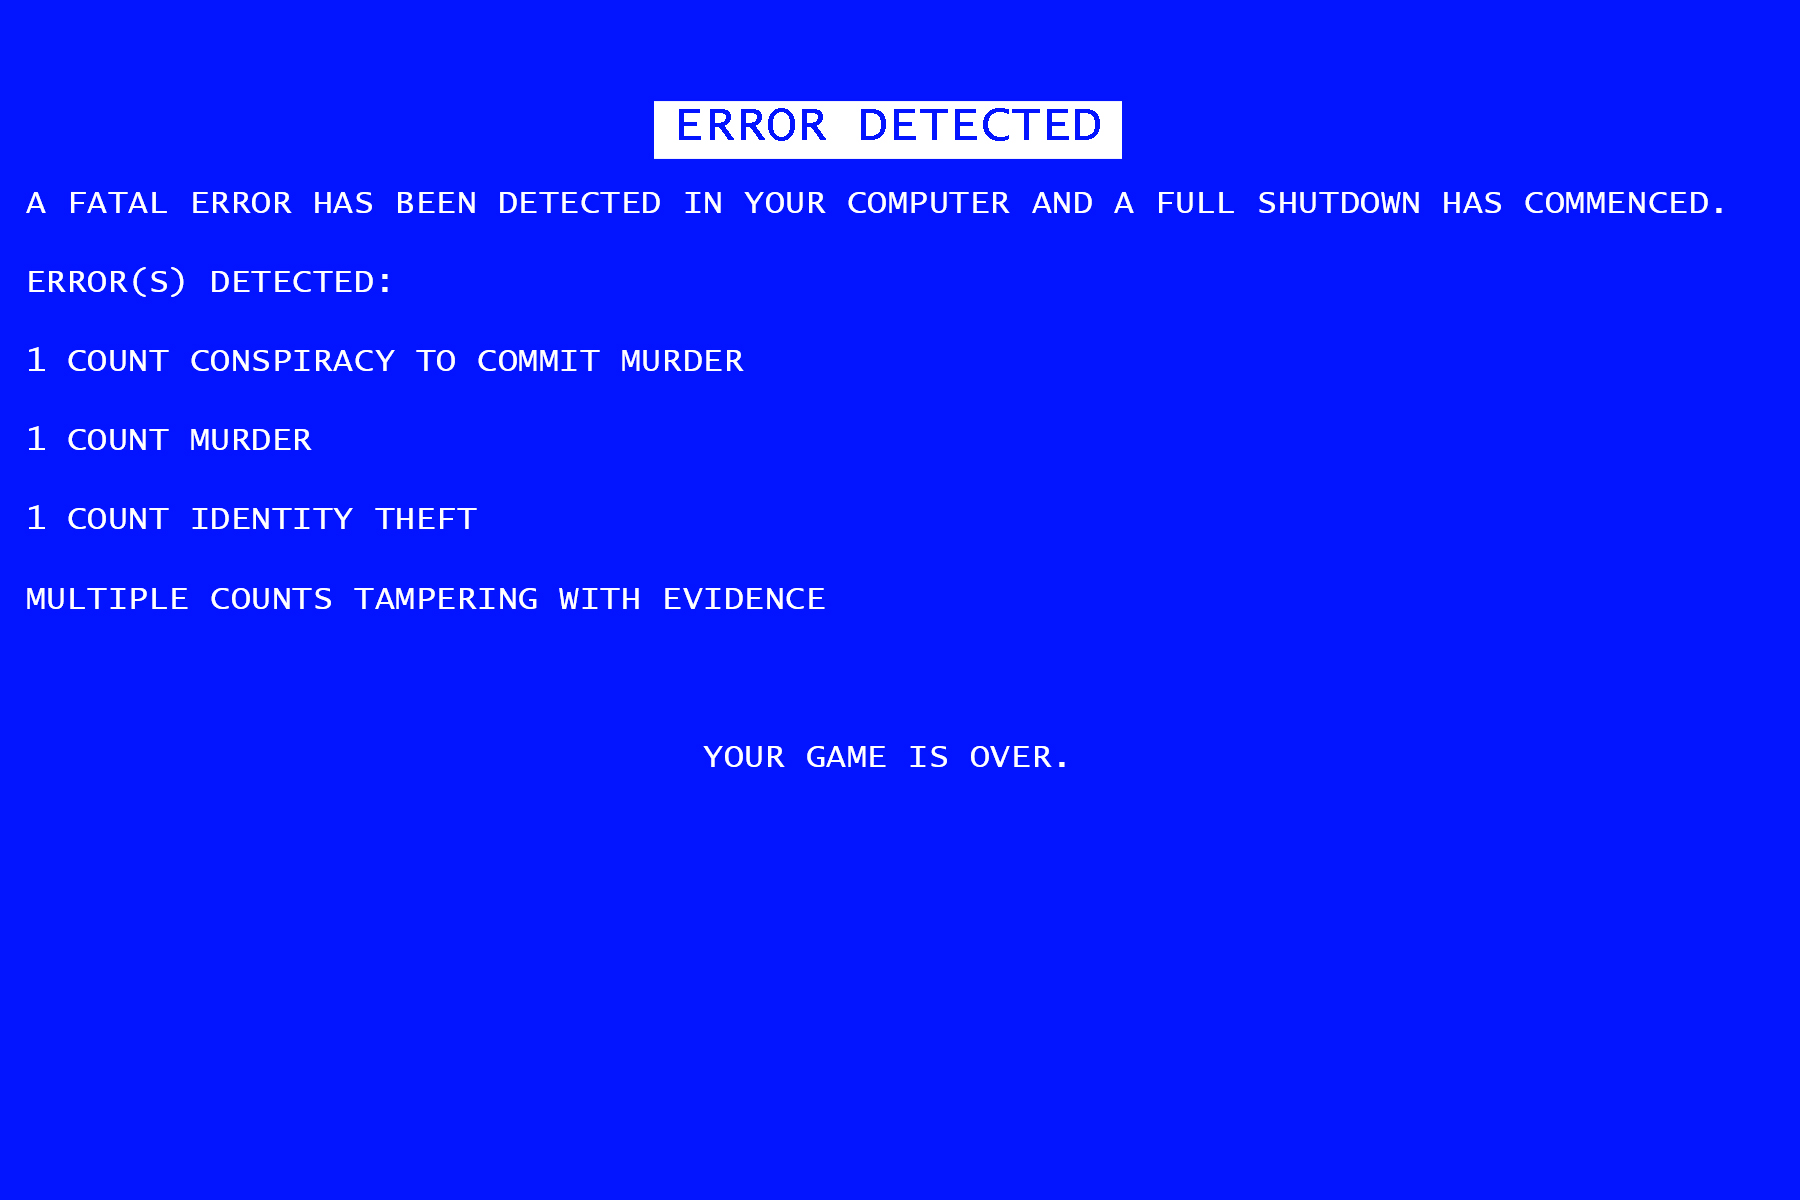 ERROR DETECTED
A FATAL ERROR HAS BEEN DETECTED IN YOUR COMPUTER AND A FULL SHUTDOWN HAS COMMENCED.
ERROR(S) DETECTED:
1 COUNT CONSPIRACY TO COMMIT MURDER
1 COUNT MURDER
1 COUNT IDENTITY THEFT
MULTIPLE COUNTS TAMPERING WITH EVIDENCE
YOUR GAME IS OVER.